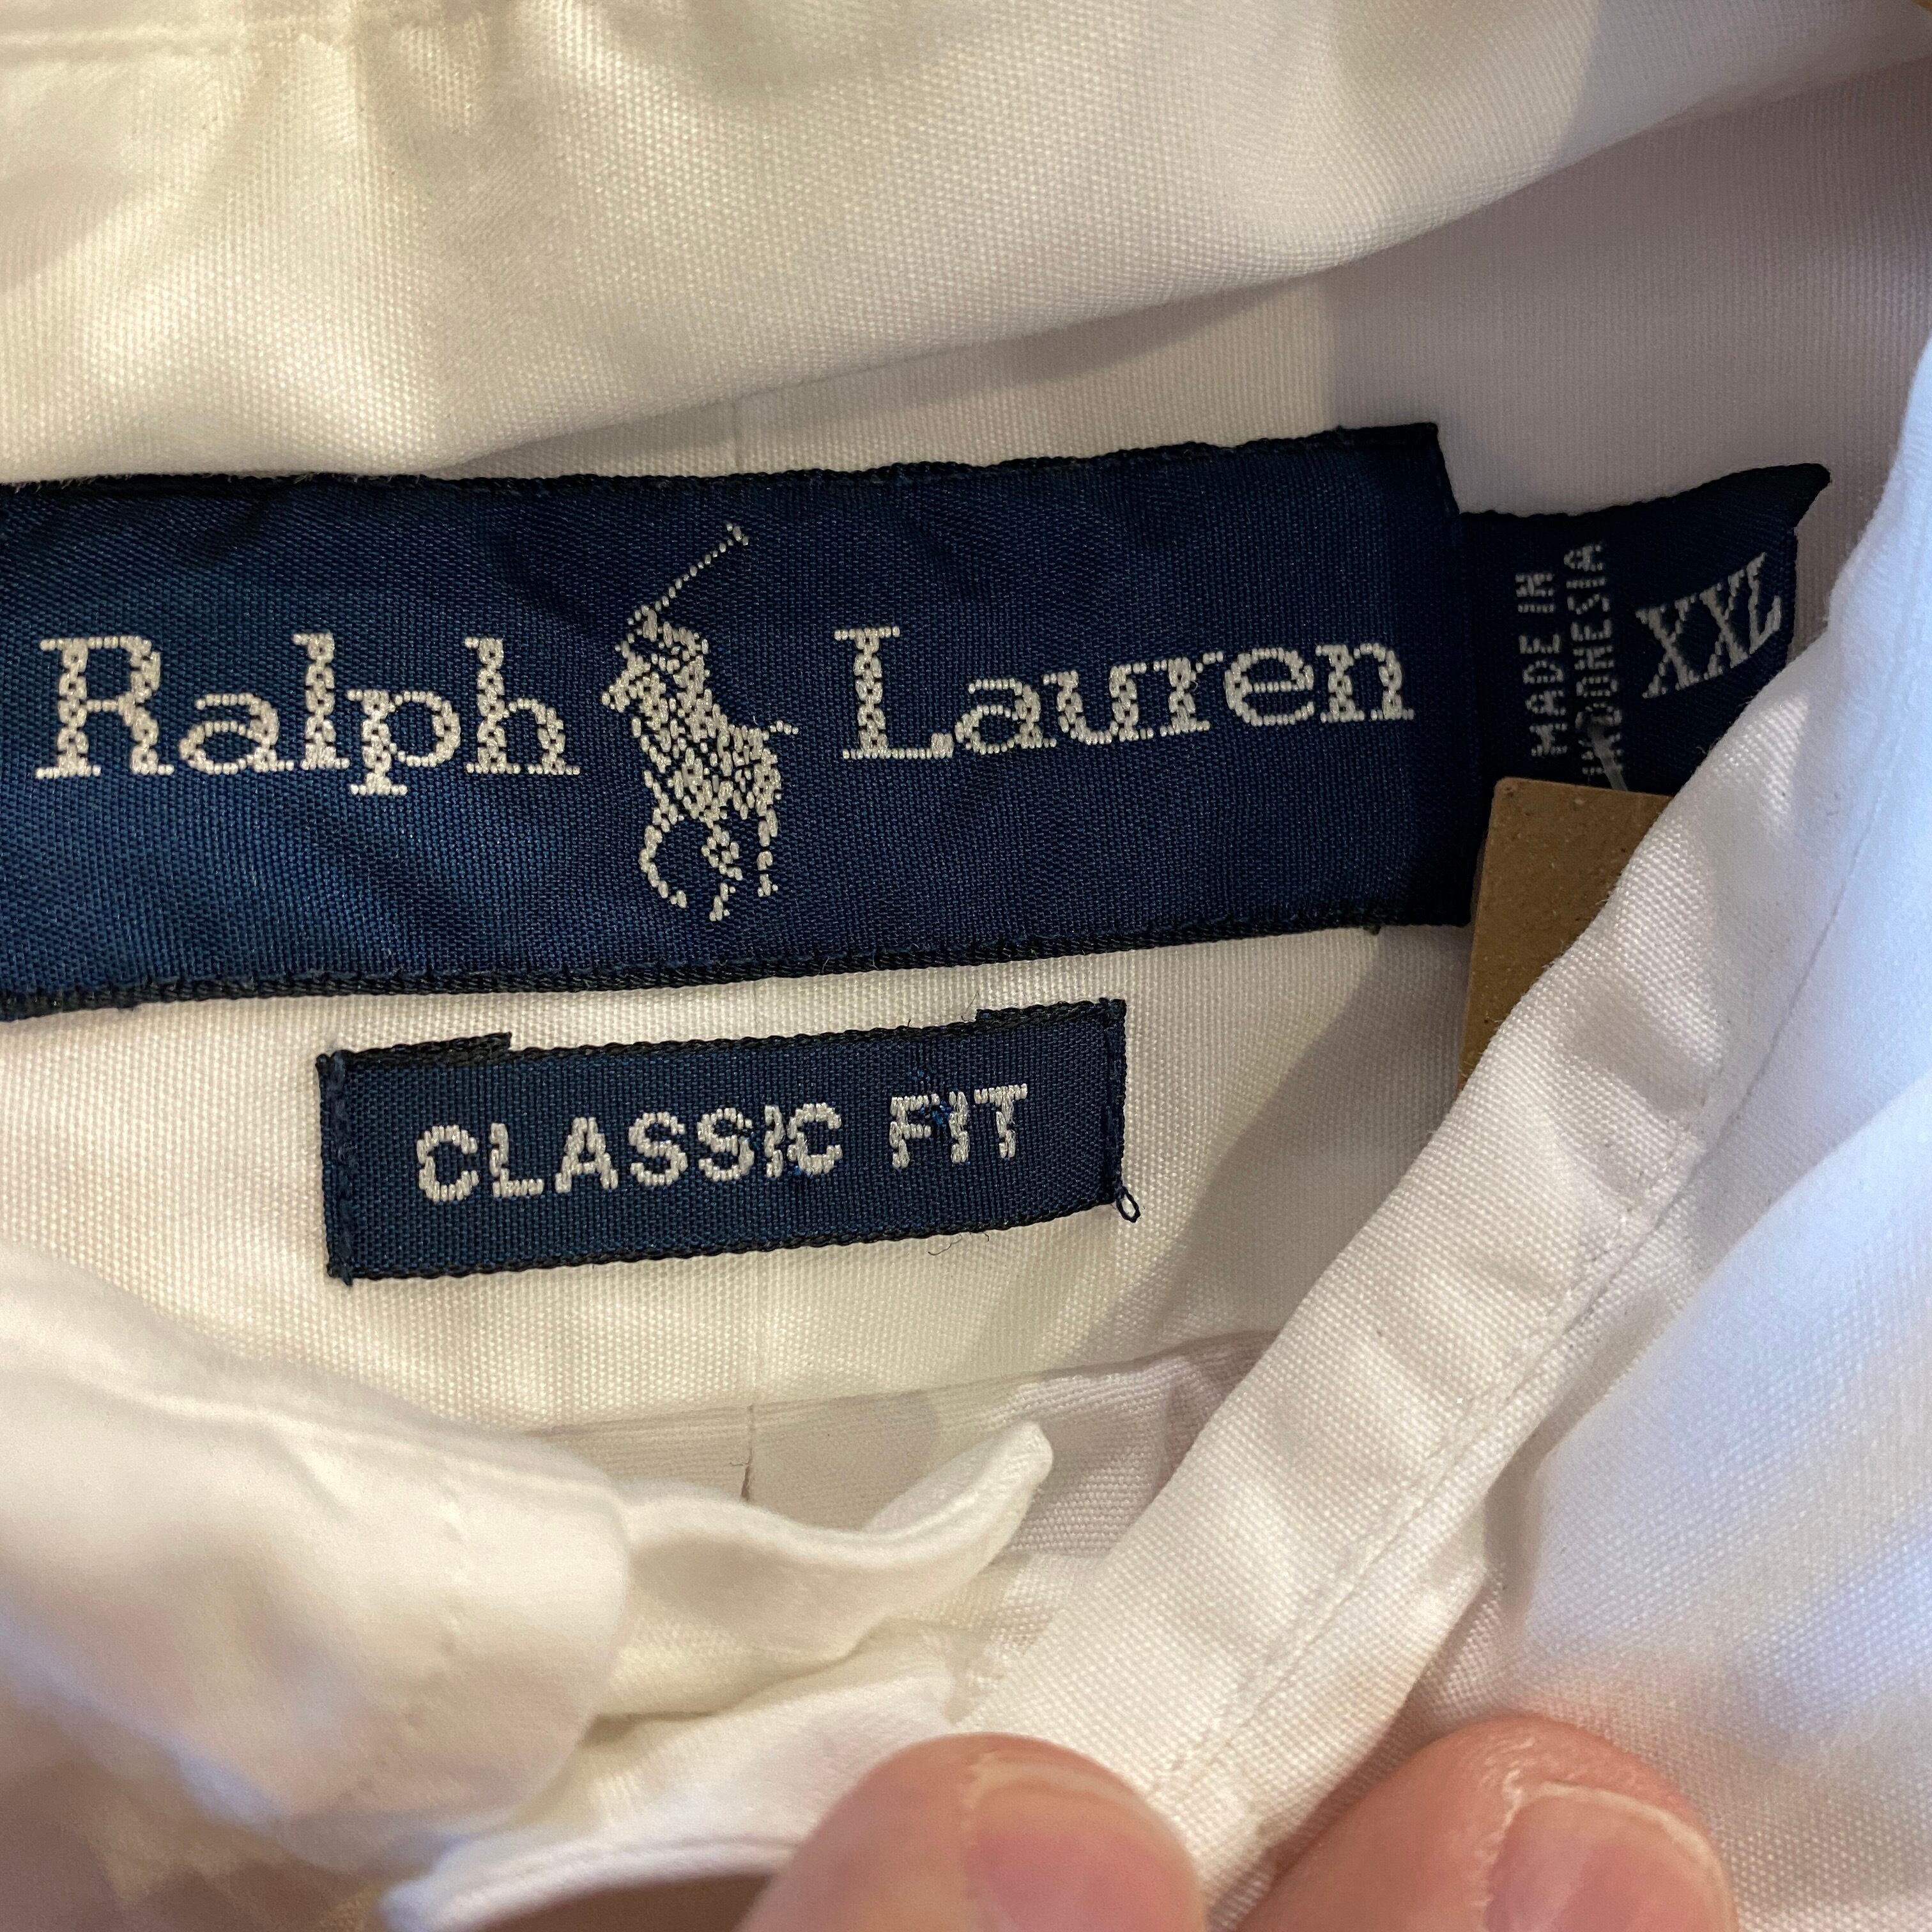 Ralph Lauren
MADE IN
INDONESIA
XXL
CLASSIC FIT